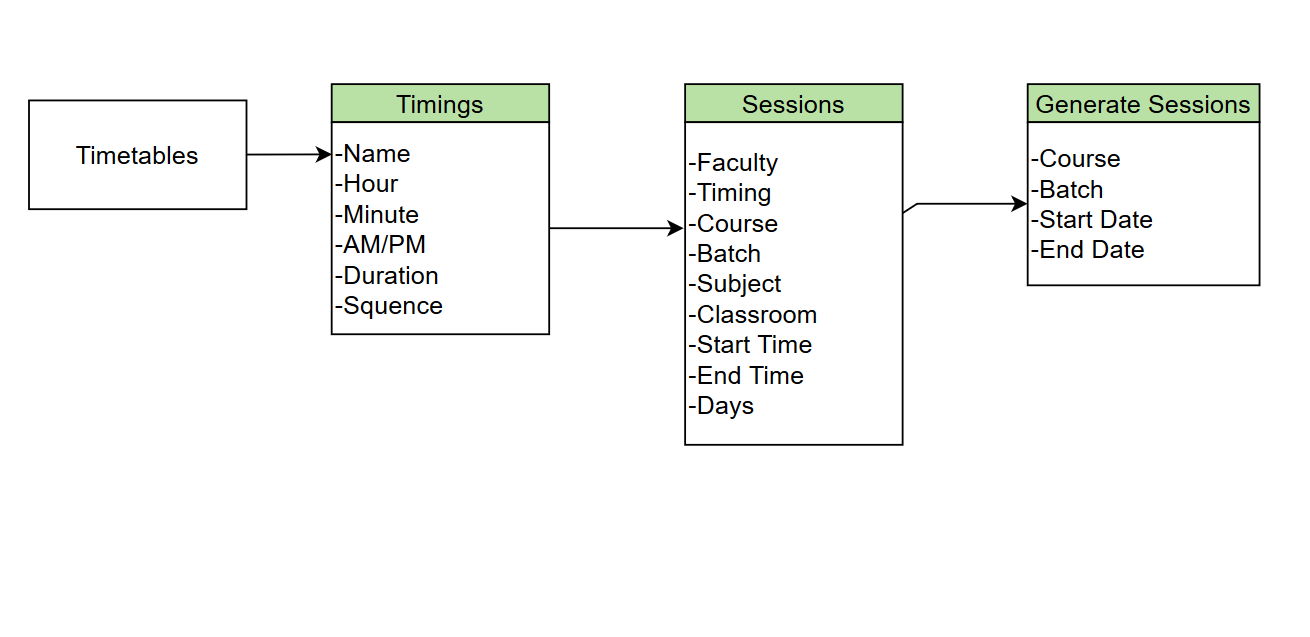 Timetables
Timings
-Name
-Hour
-Minute
-AM/PM
-Duration
-Squence
Sessions
-Faculty
-Timing
-Course
-Batch
-Subject
-Classroom
-Start Time
-End Time
-Days
Generate Sessions
-Course
-Batch
-Start Date
-End Date